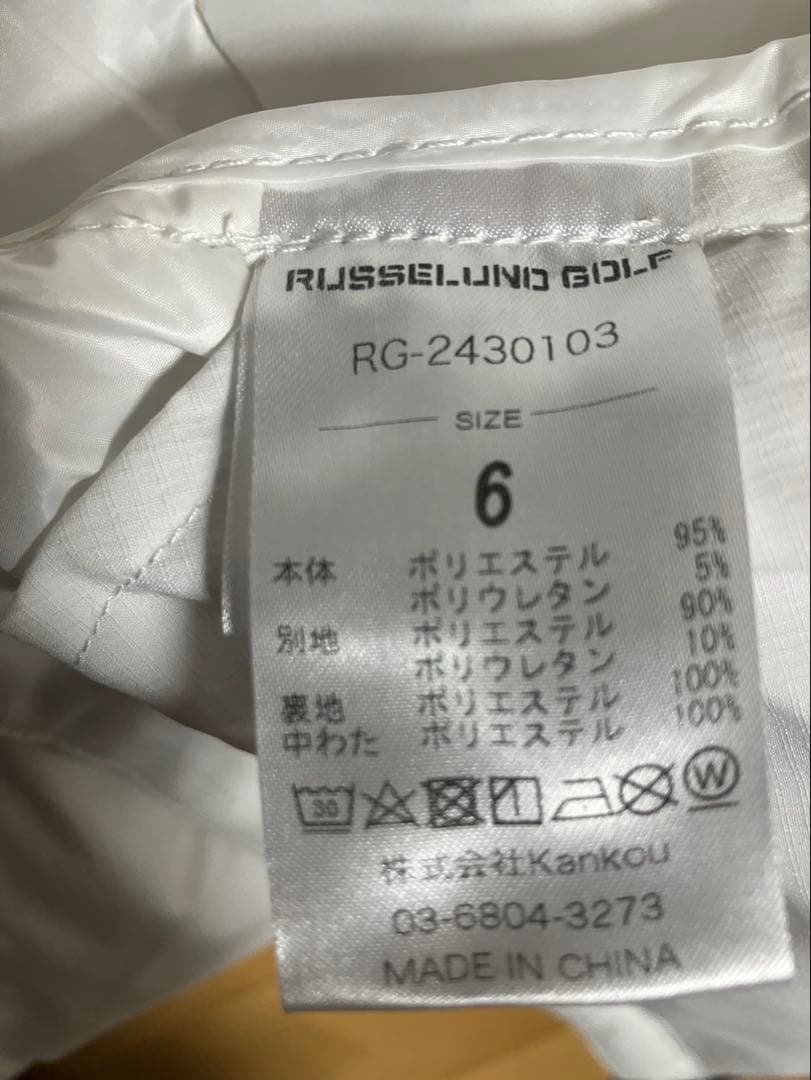 RUSSELUNO GOLF
RG-2430103
SIZE
6
本体 ポリエステル 95%
ポリウレタン 5%
別地 ポリエステル 90%
ポリウレタン 10%
裏地 ポリエステル 100%
中わた ポリエステル 100%
30 W
株式会社Kankou
03-6804-3273
MADE IN CHINA